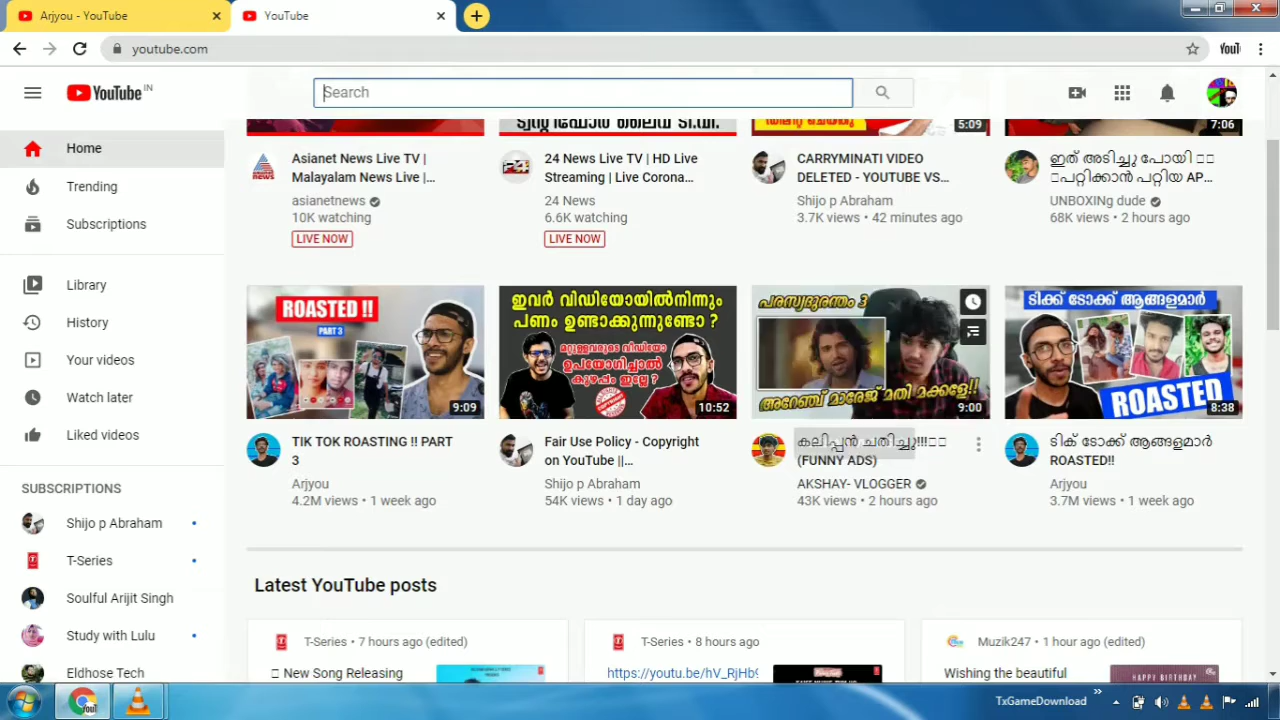 Arjyou - YouTube
YouTube
youtube.com
YouTube IN
Search
Home
Trending
Subscriptions
Library
History
Your videos
Watch later
Liked videos
SUBSCRIPTIONS
Shijo p Abraham
T-Series
Soulful Arijit Singh
Study with Lulu
Eldhose Tech
5:09
7:06
Asianet News Live TV |
Malayalam News Live |...
asianetnews
10K watching
LIVE NOW
24 News Live TV | HD Live
Streaming | Live Corona...
24 News
6.6K watching
LIVE NOW
CARRYMINATI VIDEO
DELETED - YOUTUBE VS...
Shijo p Abraham
3.7K views • 42 minutes ago
ഇത് അടിച്ചു പോയി
പറ്റിക്കാൻ പറ്റിയ AP...
UNBOXINg dude
68K views • 2 hours ago
ROASTED !!
PART 3
9:09
ഇവർ വിഡിയോയിൽനിന്നും
പണം ഉണ്ടാക്കുന്നുണ്ടോ ?
മറ്റുള്ളവരുടെ വീഡിയോ
ഉപയോഗിച്ചാൽ
കുഴപ്പം ഇല്ലേ ?
10:52
പരസ്യദുരന്തം 3
അറേഞ്ച് മാരേജ് മതി മക്കളേ!!
9:00
ടിക്ക് ടോക്ക് ആങ്ങളമാർ
ROASTED
8:38
TIK TOK ROASTING !! PART
3
Arjyou
4.2M views • 1 week ago
Fair Use Policy - Copyright
on YouTube ||...
Shijo p Abraham
54K views • 1 day ago
കലിപ്പൻ ചതിച്ചു!!!
(FUNNY ADS)
AKSHAY- VLOGGER
43K views • 2 hours ago
ടിക് ടോക്ക് ആങ്ങളമാർ
ROASTED!!
Arjyou
3.7M views • 1 week ago
Latest YouTube posts
T-Series • 7 hours ago (edited)
New Song Releasing
T-Series • 8 hours ago
https://youtu.be/hV_RjHb9
Muzik247 • 1 hour ago (edited)
Wishing the beautiful
HAPPY BIRTHDAY
TxGameDownload